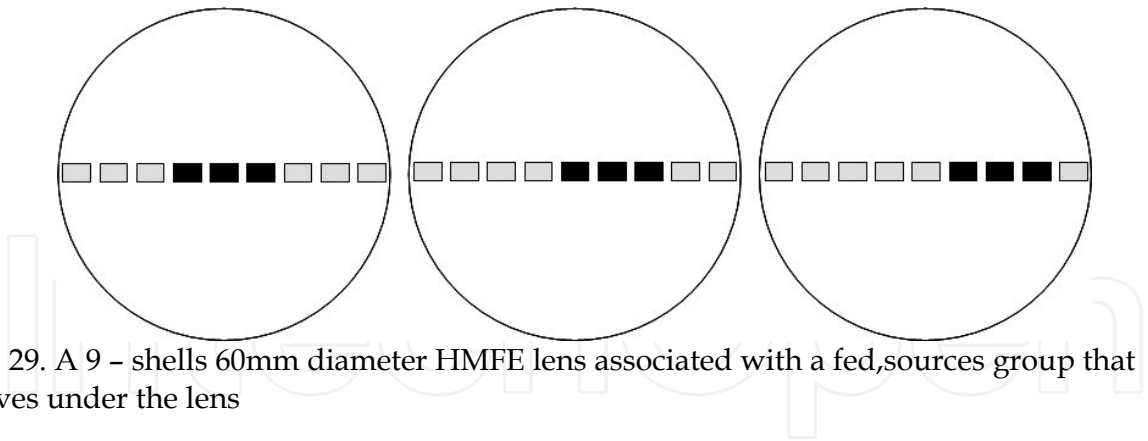 29. A 9 – shells 60mm diameter HMFE lens associated with a fed,sources group that
ves under the lens